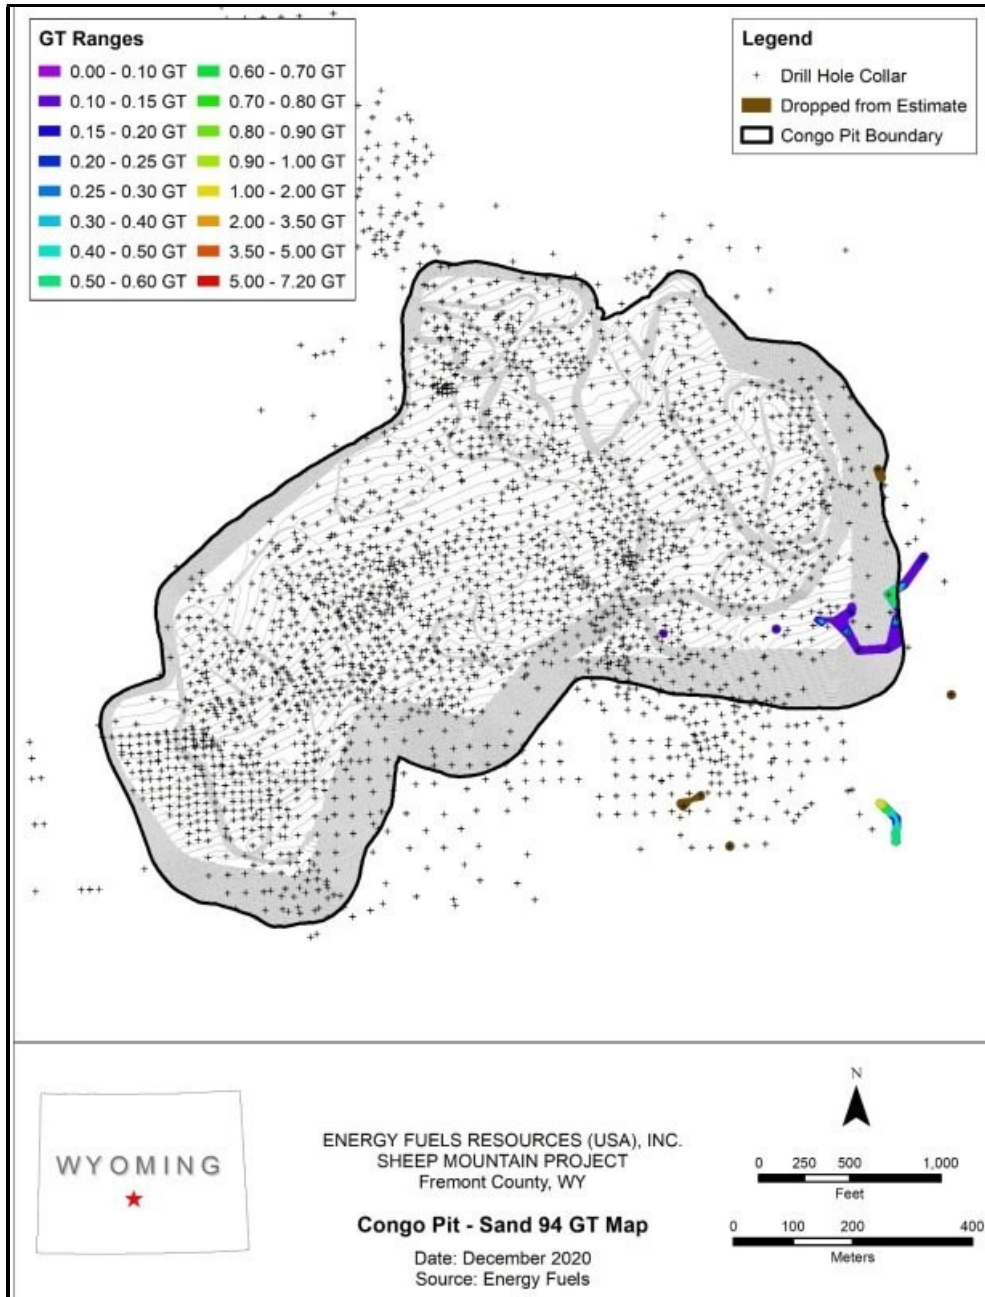 GT Ranges
0.00 - 0.10 GT
0.10 - 0.15 GT
0.15 - 0.20 GT
0.20 - 0.25 GT
0.25 - 0.30 GT
0.30 - 0.40 GT
0.40 - 0.50 GT
0.50 - 0.60 GT
0.60 - 0.70 GT
0.70 - 0.80 GT
0.80 - 0.90 GT
0.90 - 1.00 GT
1.00 - 2.00 GT
2.00 - 3.50 GT
3.50 - 5.00 GT
5.00 - 7.20 GT
Legend
Drill Hole Collar
Dropped from Estimate
Congo Pit Boundary
WYOMING
ENERGY FUELS RESOURCES (USA), INC.
SHEEP MOUNTAIN PROJECT
Fremont County, WY
Congo Pit - Sand 94 GT Map
Date: December 2020
Source: Energy Fuels
N
0 250 500 1,000
Feet
0 100 200 400
Meters